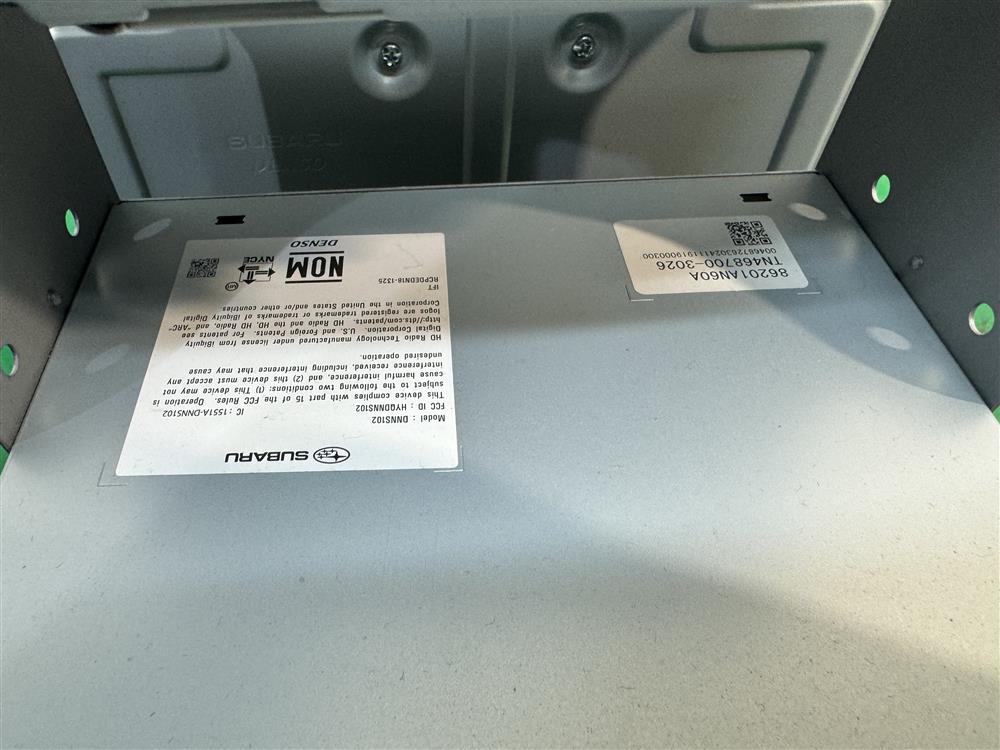 SUBARU
Model : DNNS102
FCC ID : HYQDNNS102
IC : 1551A-DNNS102
This device complies with part 15 of the FCC Rules. Operation is
subject to the following two conditions: (1) This device may not
cause harmful interference, and (2) this device must accept any
interference received, including interference that may cause
undesired operation.
HD Radio Technology manufactured under license from iBiquity
Digital Corporation. U.S. and Foreign Patents. For patents see
http://dts.com/patents. HD Radio and the HD, HD Radio, and "ARC"
logos are registered trademarks or trademarks of iBiquity Digital
Corporation in the United States and/or other countries.
IFT
RCPDEDN18-1325
NOM
NYCE
DENSO
86201AN60A
TN468700-3026
SUBARU